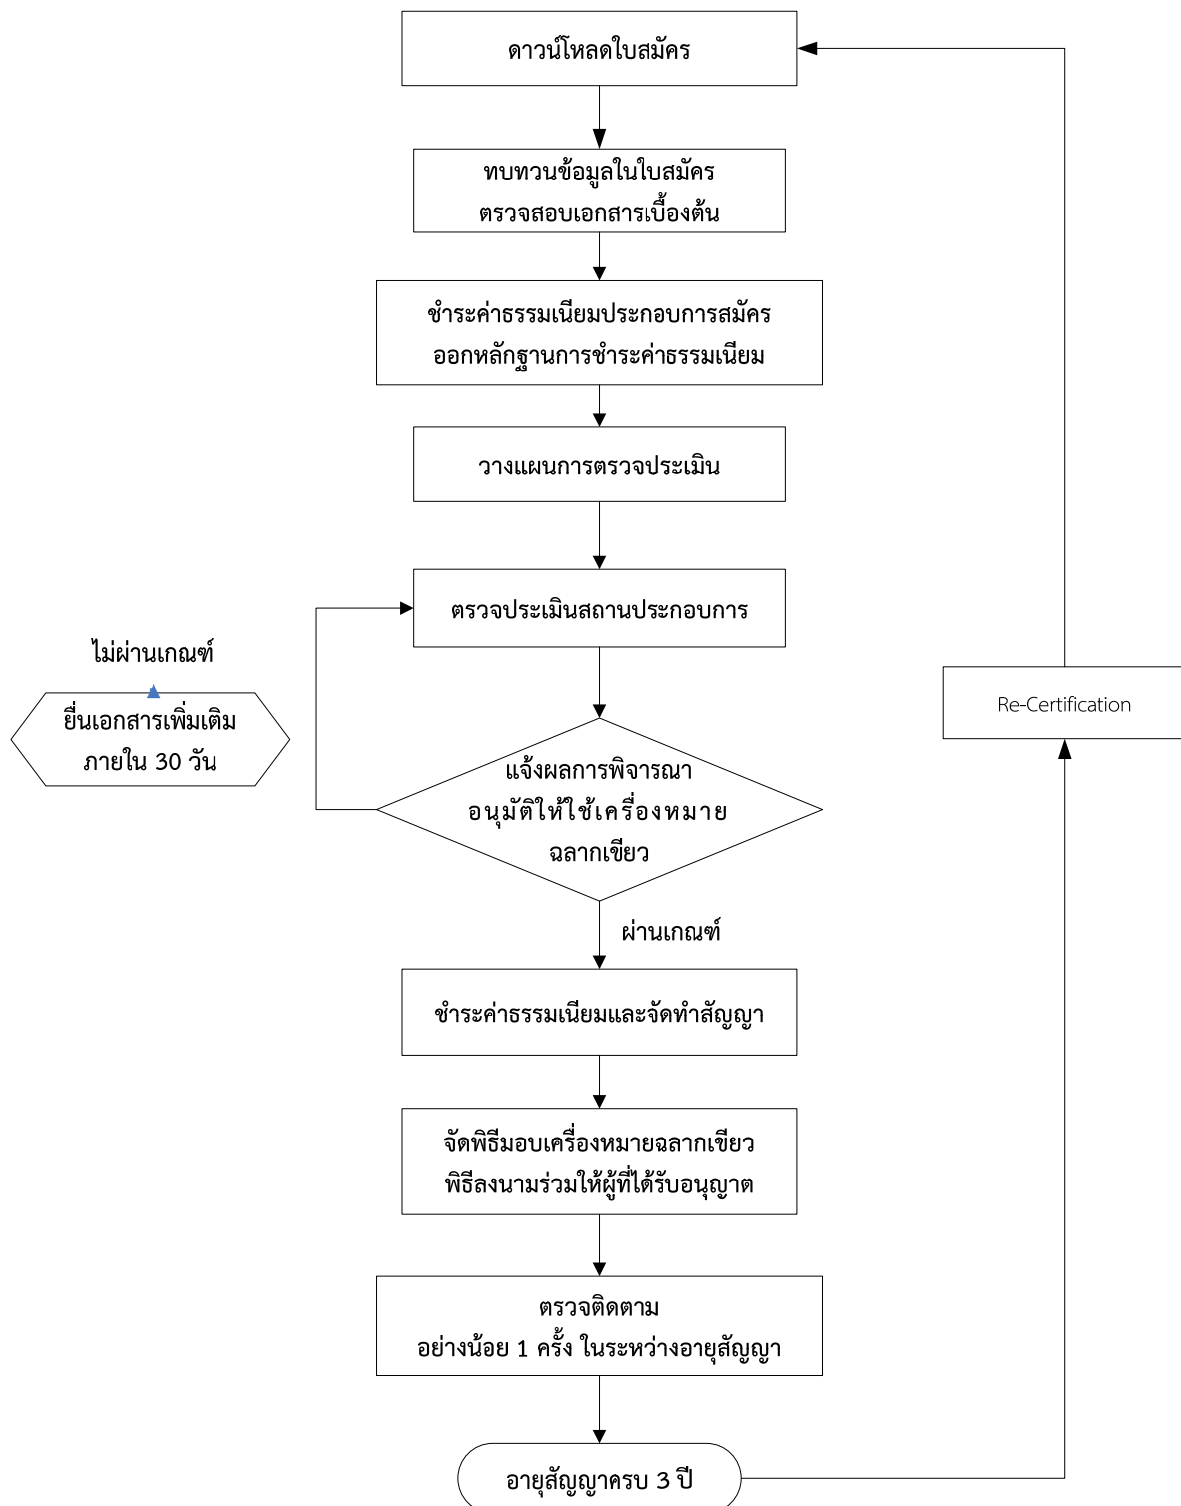 ดาวน์โหลดใบสมัคร
ทบทวนข้อมูลในใบสมัคร
ตรวจสอบเอกสารเบื้องต้น
ชำระค่าธรรมเนียมประกอบการสมัคร
ออกหลักฐานการชำระค่าธรรมเนียม
วางแผนการตรวจประเมิน
ตรวจประเมินสถานประกอบการ
ไม่ผ่านเกณฑ์
ยื่นเอกสารเพิ่มเติม
ภายใน 30 วัน
Re-Certification
แจ้งผลการพิจารณา
อนุมัติให้ใช้เครื่องหมาย
ฉลากเขียว
ผ่านเกณฑ์
ชำระค่าธรรมเนียมและจัดทำสัญญา
จัดพิธีมอบเครื่องหมายฉลากเขียว
พิธีลงนามร่วมให้ผู้ที่ได้รับอนุญาต
ตรวจติดตาม
อย่างน้อย 1 ครั้ง ในระหว่างอายุสัญญา
อายุสัญญาครบ 3 ปี